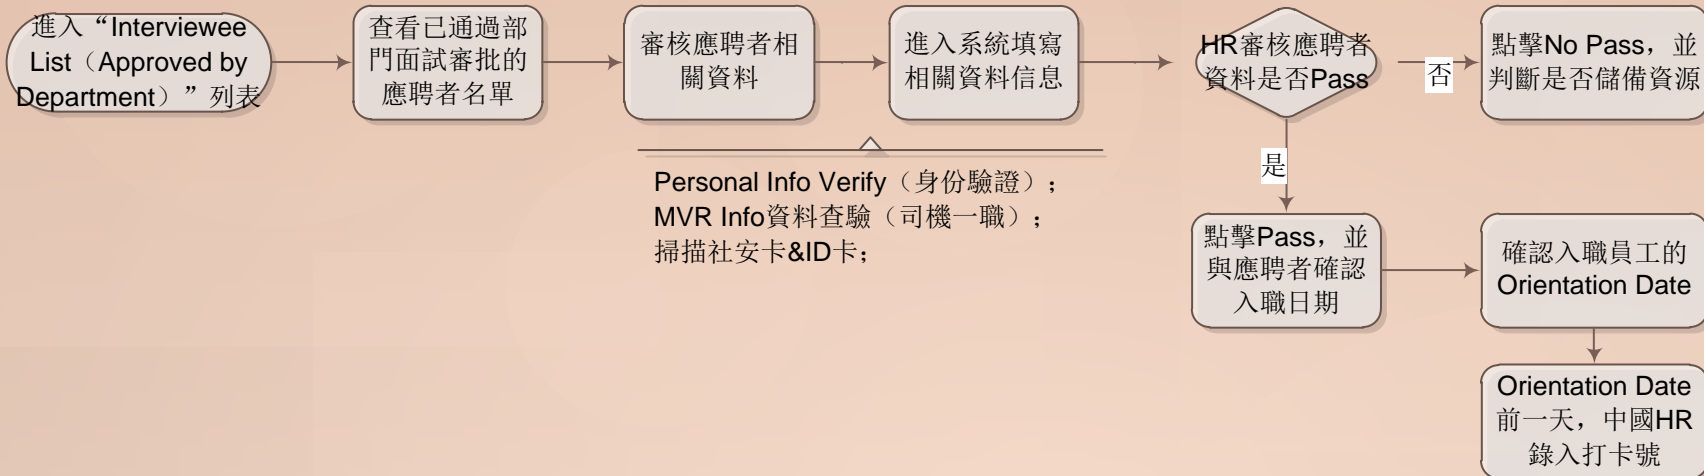 進入“Interviewee
List（Approved by
Department）”列表
查看已通過部
門面試審批的
應聘者名單
審核應聘者相
關資料
進入系統填寫
相關資料信息
HR審核應聘者
資料是否Pass
否
點擊No Pass，並
判斷是否儲備資源
Personal Info Verify（身份驗證）；
MVR Info資料查驗（司機一職）；
掃描社安卡&ID卡；
是
點擊Pass，並
與應聘者確認
入職日期
確認入職員工的
Orientation Date
Orientation Date
前一天，中國HR
錄入打卡號